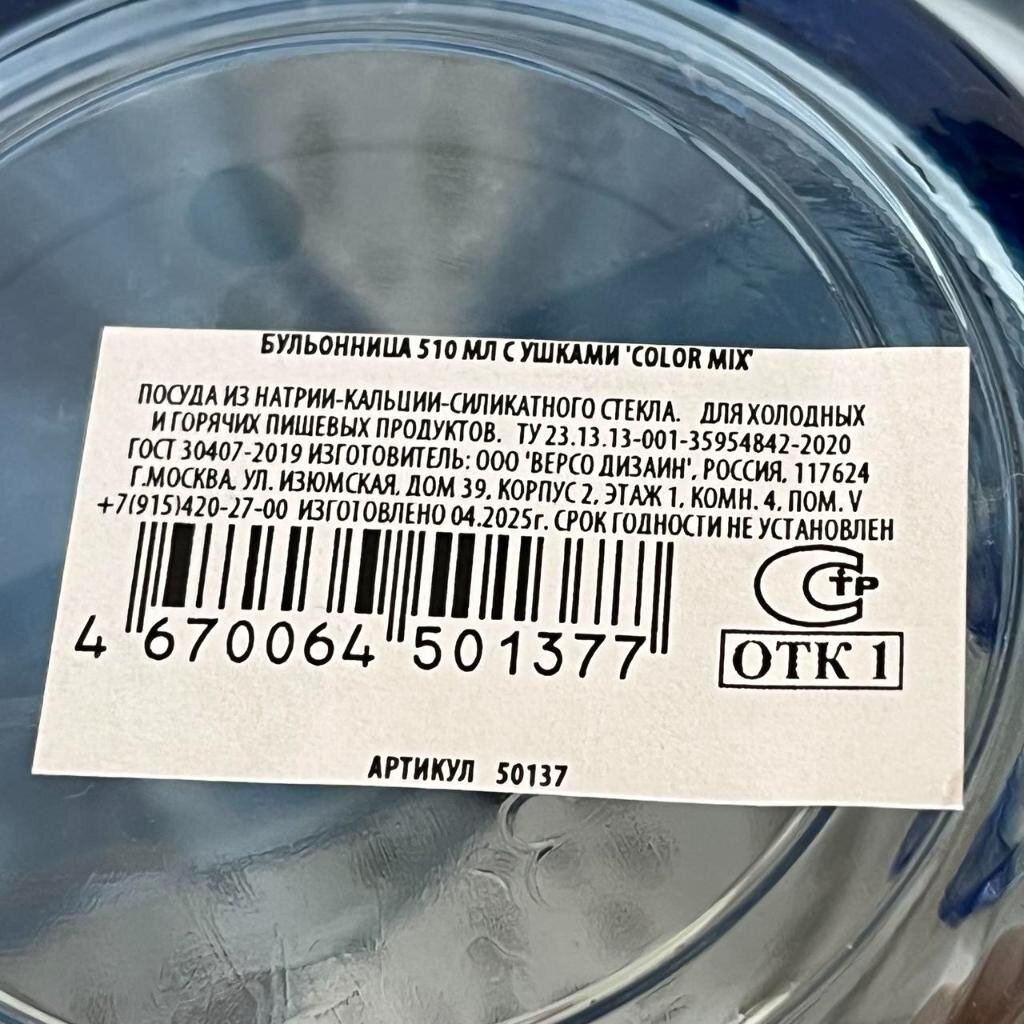 БУЛЬОННИЦА 510 МЛ С УШКАМИ 'COLOR MIX'
ПОСУДА ИЗ НАТРИИ-КАЛЬЦИИ-СИЛИКАТНОГО СТЕКЛА. ДЛЯ ХОЛОДНЫХ
И ГОРЯЧИХ ПИЩЕВЫХ ПРОДУКТОВ. ТУ 23.13.13-001-35954842-2020
ГОСТ 30407-2019 ИЗГОТОВИТЕЛЬ: ООО 'ВЕРСО ДИЗАИН', РОССИЯ, 117624
Г.МОСКВА, УЛ. ИЗЮМСКАЯ, ДОМ 39, КОРПУС 2, ЭТАЖ 1, КОМН. 4, ПОМ. V
+7(915)420-27-00 ИЗГОТОВЛЕНО 04.2025г. СРОК ГОДНОСТИ НЕ УСТАНОВЛЕН
4 670064 501377
СТР
ОТК 1
АРТИКУЛ 50137